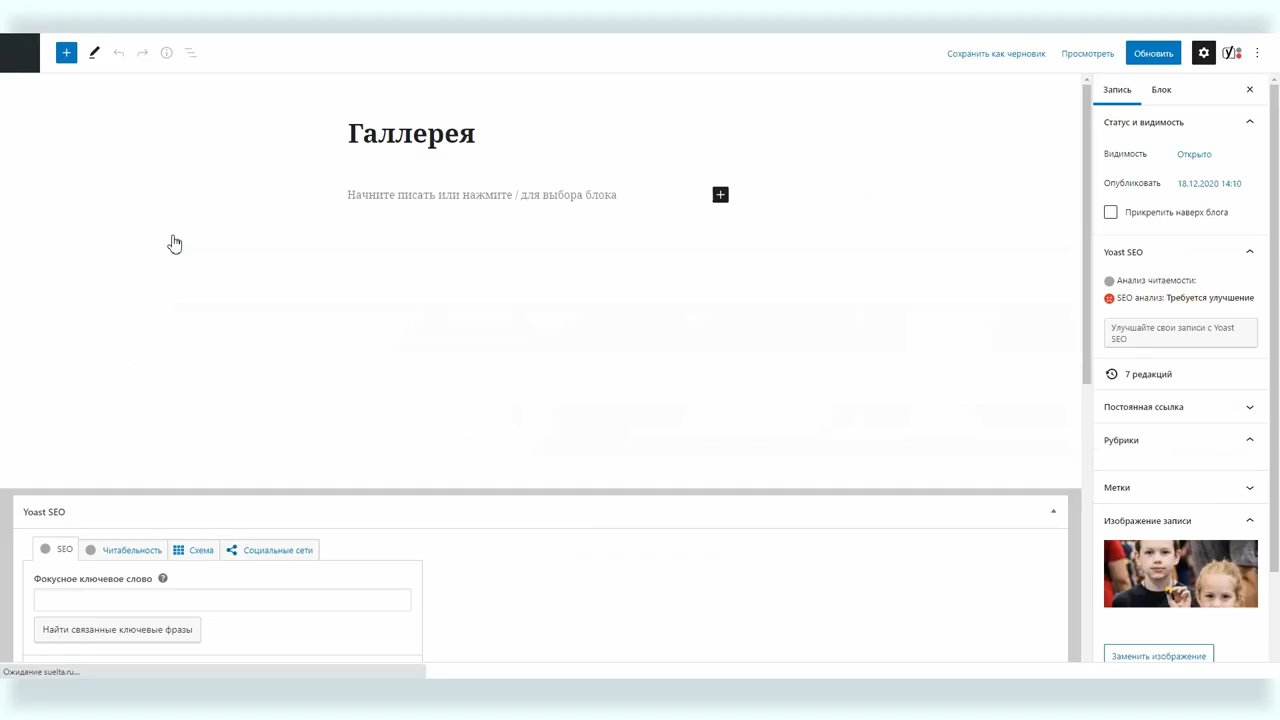 Сохранить как черновик Просмотреть Обновить
Запись Блок
Галлерея
Начните писать или нажмите / для выбора блока
Статус и видимость
Видимость Открыто
Опубликовать 18.12.2020 14:10
Прикрепить наверх блога
Yoast SEO
Анализ читаемости:
SEO анализ: Требуется улучшение
Улучшайте свои записи с Yoast
SEO
7 редакций
Постоянная ссылка
Рубрики
Метки
Изображение записи
Заменить изображение
Yoast SEO
SEO Читабельность Схема Социальные сети
Фокусное ключевое слово
Найти связанные ключевые фразы
Ожидание suelta.ru...